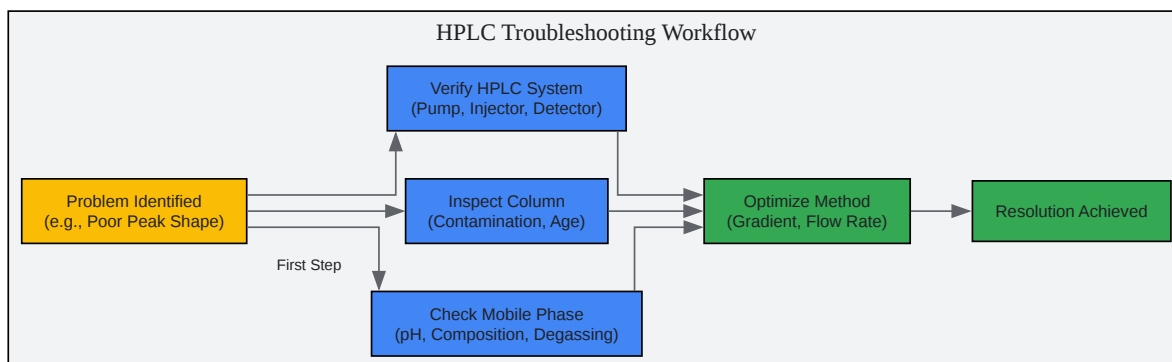 HPLC Troubleshooting Workflow
Verify HPLC System
(Pump, Injector, Detector)
Problem Identified
(e.g., Poor Peak Shape)
Inspect Column
(Contamination, Age)
Optimize Method
(Gradient, Flow Rate)
Resolution Achieved
First Step
Check Mobile Phase
(pH, Composition, Degassing)